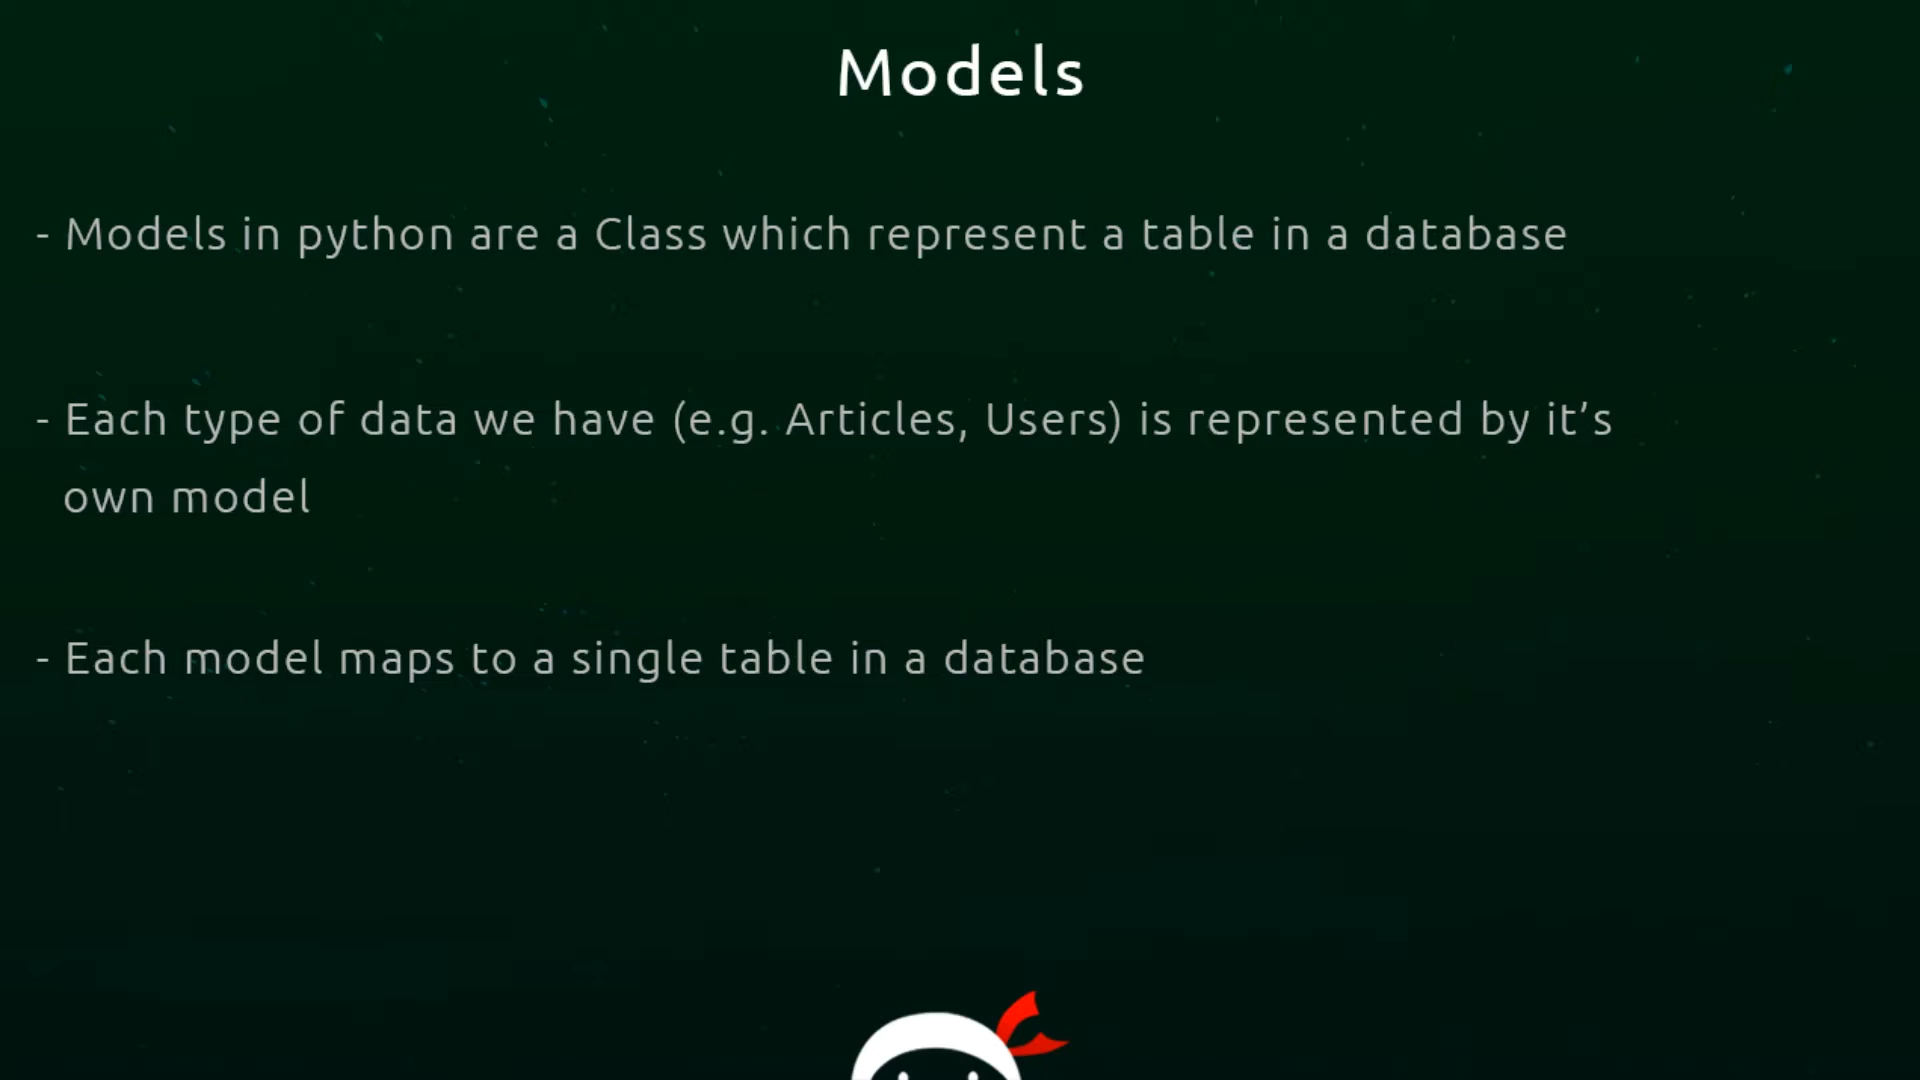 Models
- Models in python are a Class which represent a table in a database
- Each type of data we have (e.g. Articles, Users) is represented by it’s
own model
- Each model maps to a single table in a database